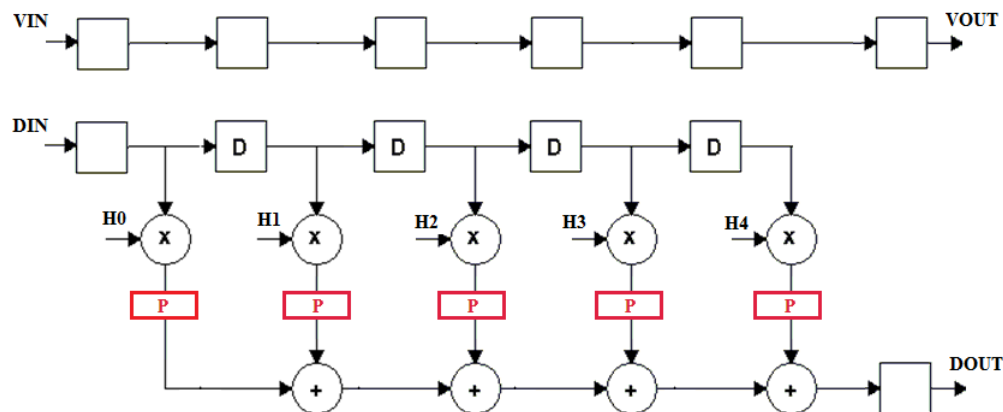 VIN VOUT
DIN D D D D
H0 X H1 X H2 X H3 X H4 X
P P P P P
+ + + + DOUT